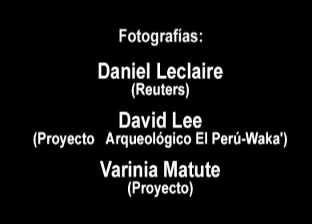 Fotografías:
Daniel Leclaire
(Reuters)
David Lee
(Proyecto Arqueológico El Perú-Waka')
Varinia Matute
(Proyecto)